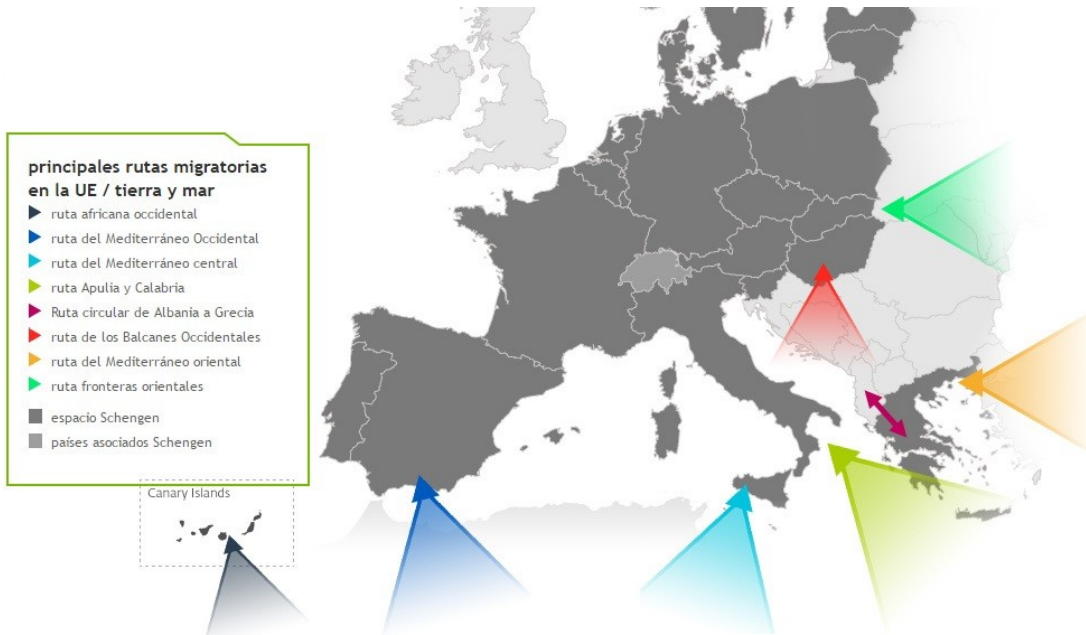 principales rutas migratorias
en la UE / tierra y mar
ruta africana occidental
ruta del Mediterráneo Occidental
ruta del Mediterráneo central
ruta Apulia y Calabria
Ruta circular de Albania a Grecia
ruta de los Balcanes Occidentales
ruta del Mediterráneo oriental
ruta fronteras orientales
espacio Schengen
países asociados Schengen
Canary Islands